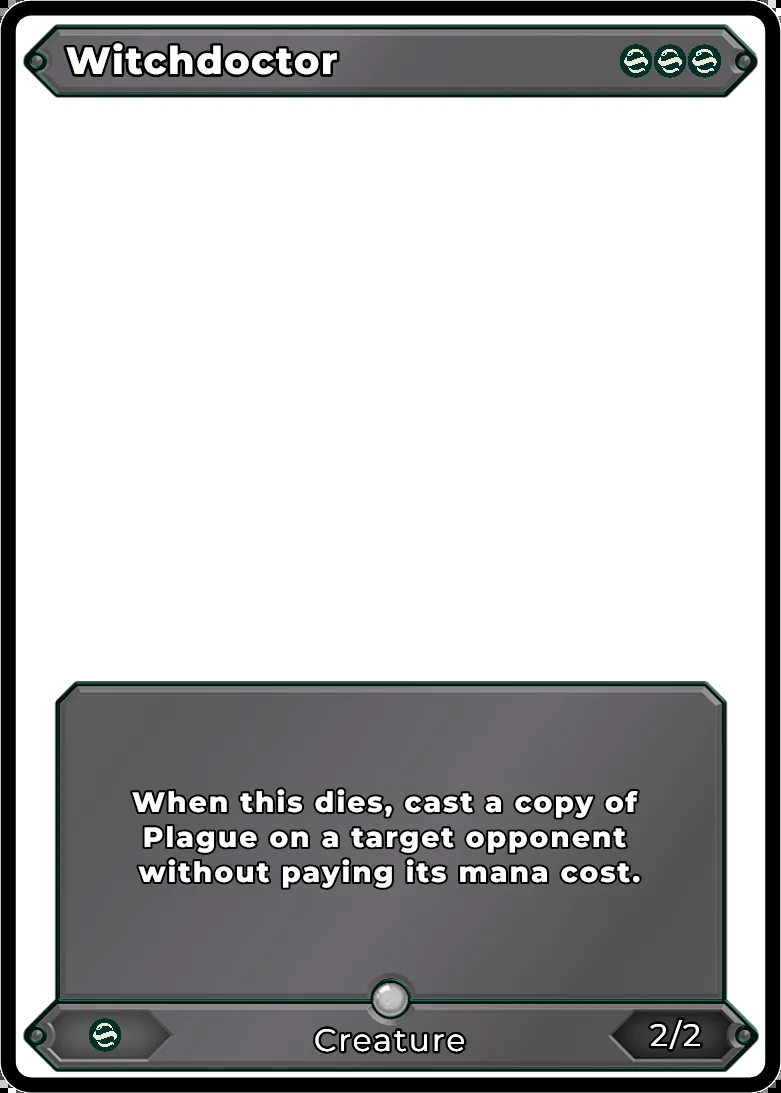 Witchdoctor
When this dies, cast a copy of
Plague on a target opponent
without paying its mana cost.
Creature
2/2